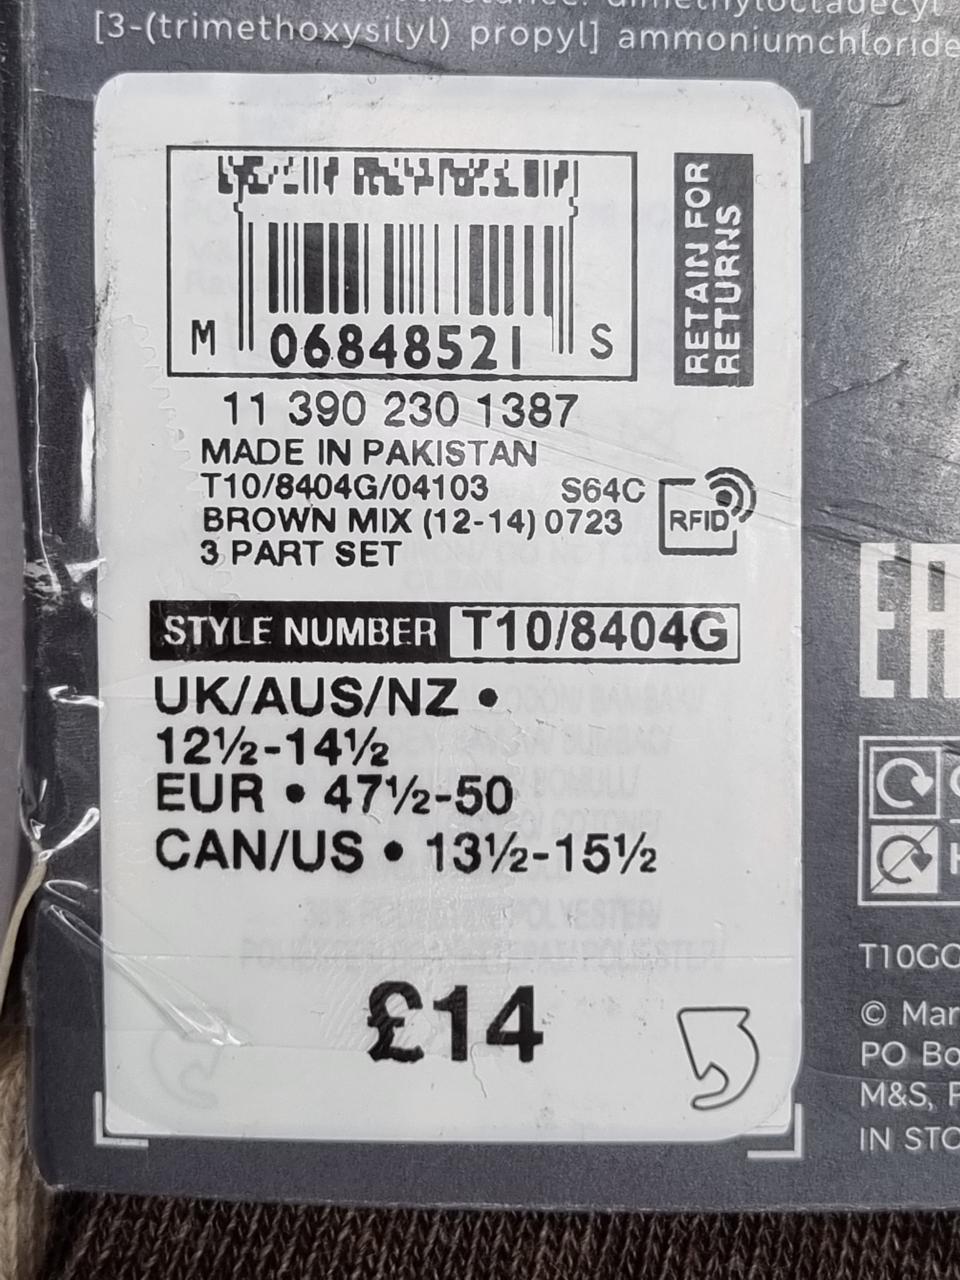 dimethyloctadecyl
[3-(trimethoxysilyl) propyl] ammoniumchloride
RETAIN FOR
RETURNS
M 06848521 S
11 390 230 1387
MADE IN PAKISTAN
T10/8404G/04103 S64C
RFID
BROWN MIX (12-14) 0723
3 PART SET
STYLE NUMBER T10/8404G
UK/AUS/NZ •
12½-14½
EUR • 47½-50
CAN/US • 13½-15½
£14
EAC
© Mar
PO Bo
M&S, P
IN STO